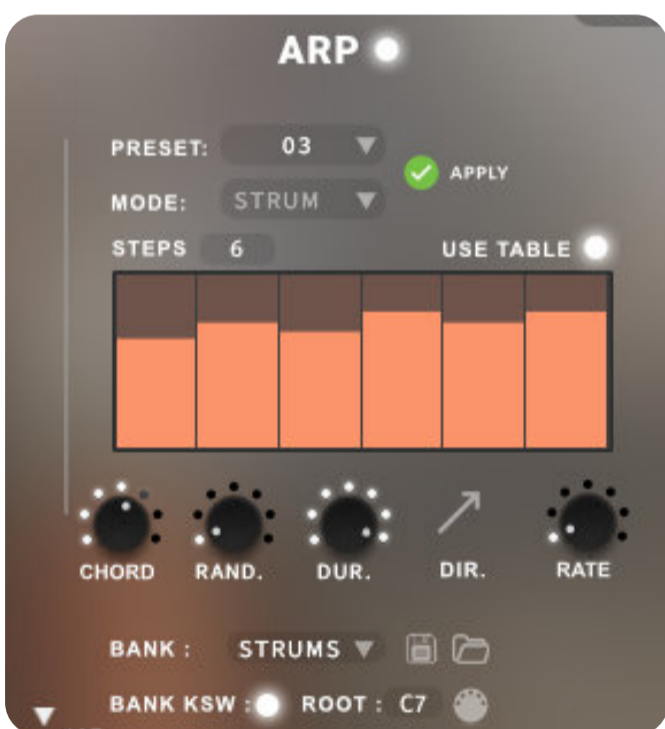 ARP
PRESET: 03
APPLY
MODE: STRUM
STEPS 6 USE TABLE
CHORD RAND. DUR. DIR. RATE
BANK : STRUMS
BANK KSW : ROOT : C7